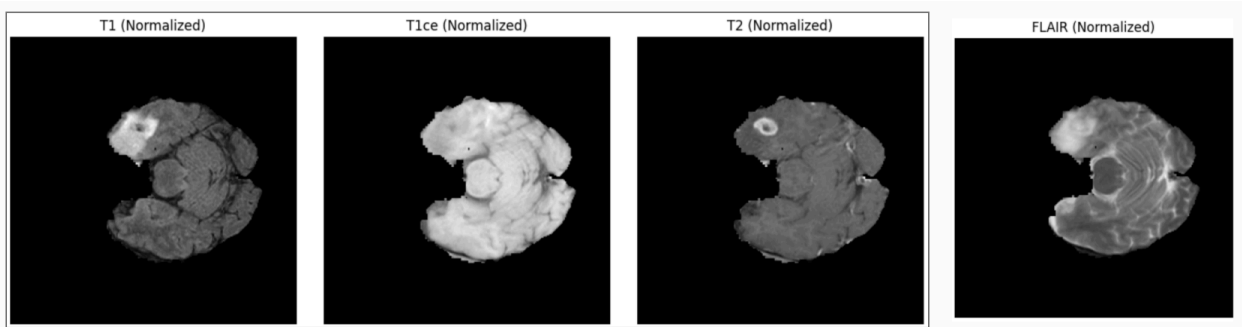 T1 (Normalized)
T1ce (Normalized)
T2 (Normalized)
FLAIR (Normalized)